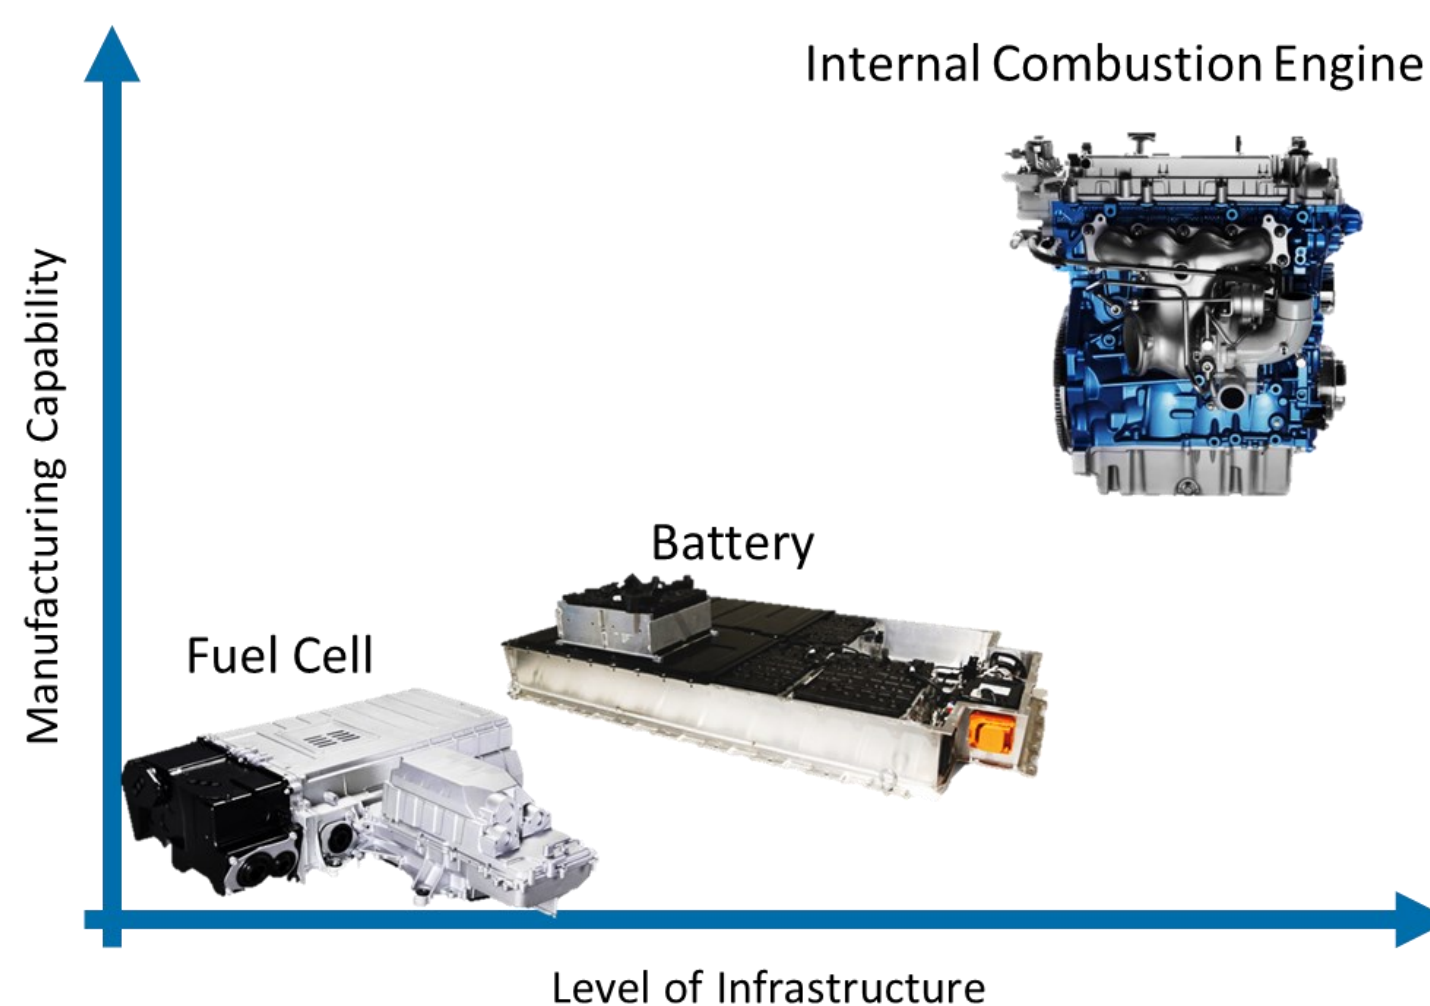 Internal Combustion Engine
Manufacturing Capability
Battery
Fuel Cell
Level of Infrastructure